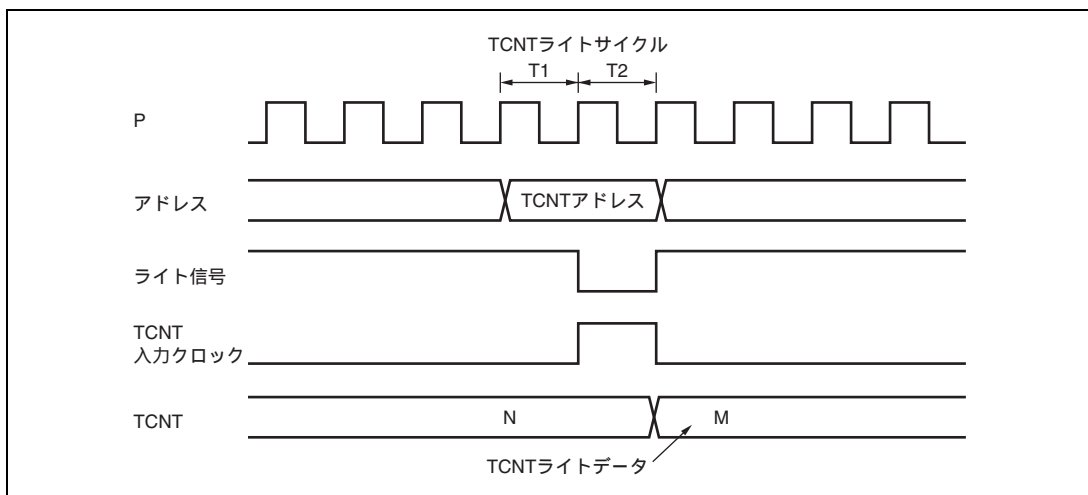 TCNTライトサイクル
T1 T2
P
アドレス TCNTアドレス
ライト信号
TCNT
入力クロック
TCNT N M
TCNTライトデータ